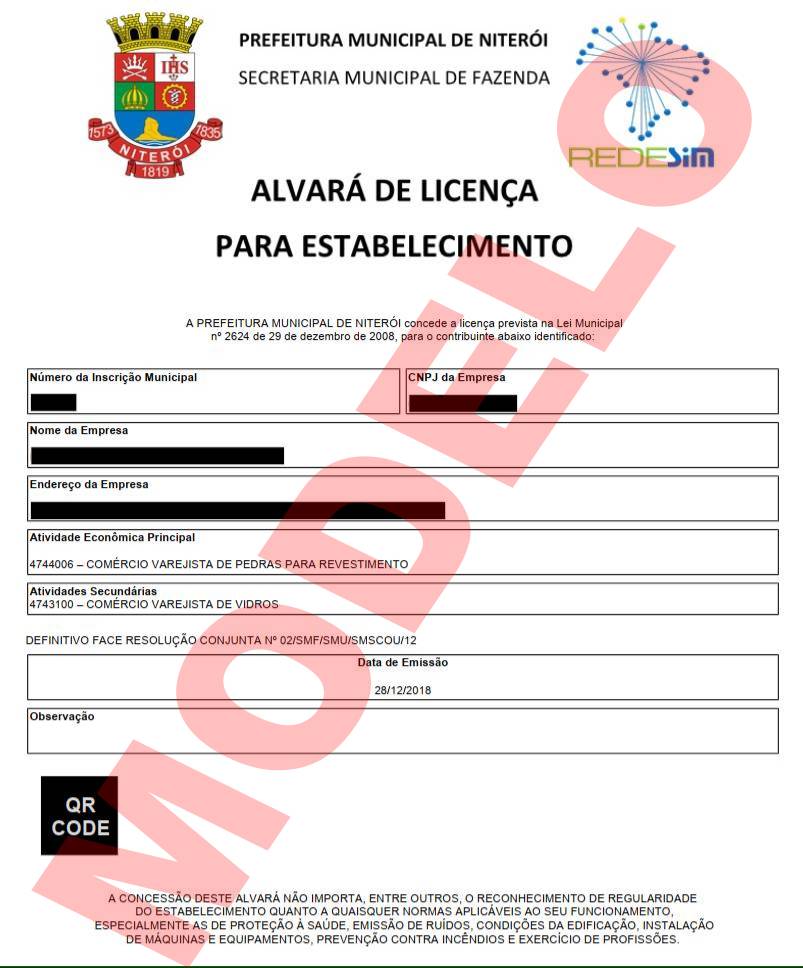 PREFEITURA MUNICIPAL DE NITERÓI
SECRETARIA MUNICIPAL DE FAZENDA
IHS
1573
1835
NITERÓI
1819
REDESiM
ALVARÁ DE LICENÇA
PARA ESTABELECIMENTO
A PREFEITURA MUNICIPAL DE NITERÓI concede a licença prevista na Lei Municipal
nº 2624 de 29 de dezembro de 2008, para o contribuinte abaixo identificado:
Número da Inscrição Municipal
CNPJ da Empresa
Nome da Empresa
Endereço da Empresa
Atividade Econômica Principal
4744006 – COMÉRCIO VAREJISTA DE PEDRAS PARA REVESTIMENTO
Atividades Secundárias
4743100 – COMÉRCIO VAREJISTA DE VIDROS
DEFINITIVO FACE RESOLUÇÃO CONJUNTA Nº 02/SMF/SMU/SMSCOU/12
Data de Emissão
28/12/2018
Observação
QR
CODE
A CONCESSÃO DESTE ALVARÁ NÃO IMPORTA, ENTRE OUTROS, O RECONHECIMENTO DE REGULARIDADE
DO ESTABELECIMENTO QUANTO A QUAISQUER NORMAS APLICÁVEIS AO SEU FUNCIONAMENTO,
ESPECIALMENTE AS DE PROTEÇÃO À SAÚDE, EMISSÃO DE RUÍDOS, CONDIÇÕES DA EDIFICAÇÃO, INSTALAÇÃO
DE MÁQUINAS E EQUIPAMENTOS, PREVENÇÃO CONTRA INCÊNDIOS E EXERCÍCIO DE PROFISSÕES.
MODELO